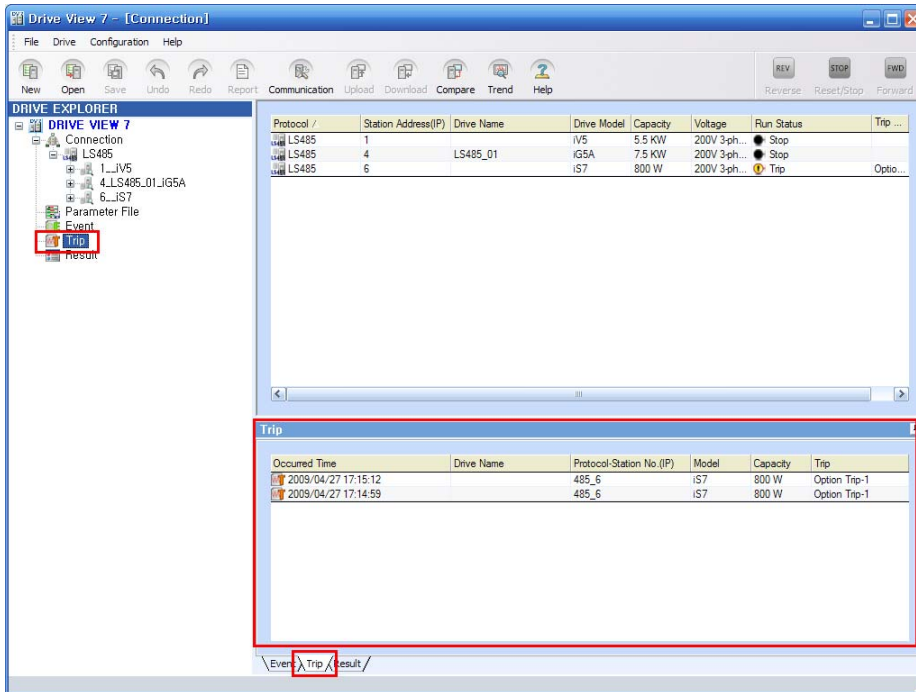 Drive View 7 - [Connection]
File Drive Configuration Help
New Open Save Undo Redo Report Communication Upload Download Compare Trend Help REV Reverse STOP Reset/Stop FWD Forward
DRIVE EXPLORER
DRIVE VIEW 7
Connection
LS485
1__iV5
4_LS485_01_iG5A
6__iS7
Parameter File
Event
Trip
Result
Protocol / Station Address(IP) Drive Name Drive Model Capacity Voltage Run Status Trip ...
LS485 1 iV5 5.5 KW 200V 3-ph... Stop
LS485 4 LS485_01 iG5A 7.5 KW 200V 3-ph... Stop
LS485 6 iS7 800 W 200V 3-ph... Trip Optio...
Trip
Occurred Time Drive Name Protocol-Station No.(IP) Model Capacity Trip
2009/04/27 17:15:12 485_6 iS7 800 W Option Trip-1
2009/04/27 17:14:59 485_6 iS7 800 W Option Trip-1
Event Trip Result